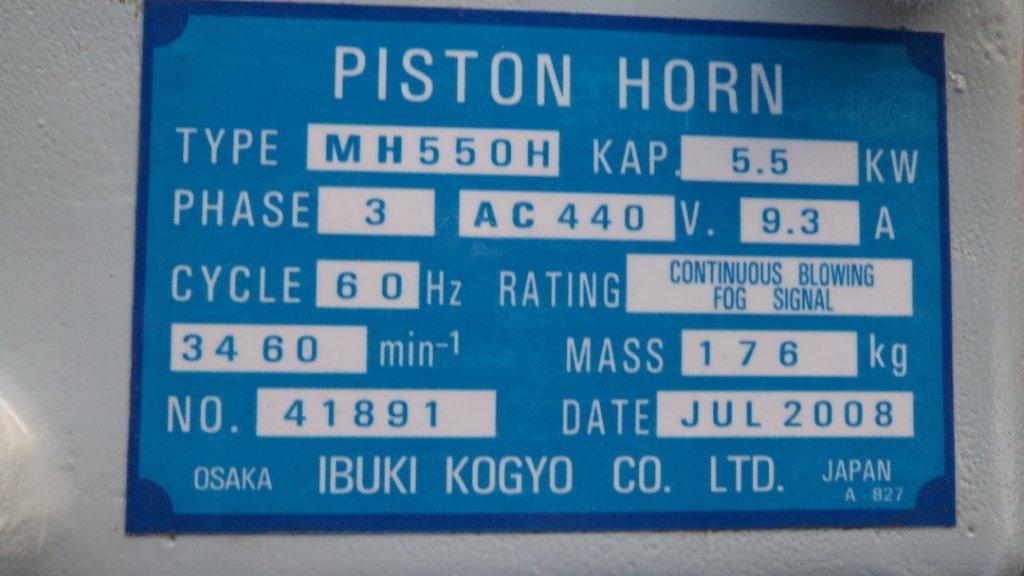 PISTON HORN
TYPE MH550H KAP. 5.5 KW
PHASE 3 AC 440 V. 9.3 A
CYCLE 60 Hz RATING CONTINUOUS BLOWING FOG SIGNAL
3460 min-1 MASS 176 kg
NO. 41891 DATE JUL 2008
OSAKA IBUKI KOGYO CO. LTD. JAPAN
A-827